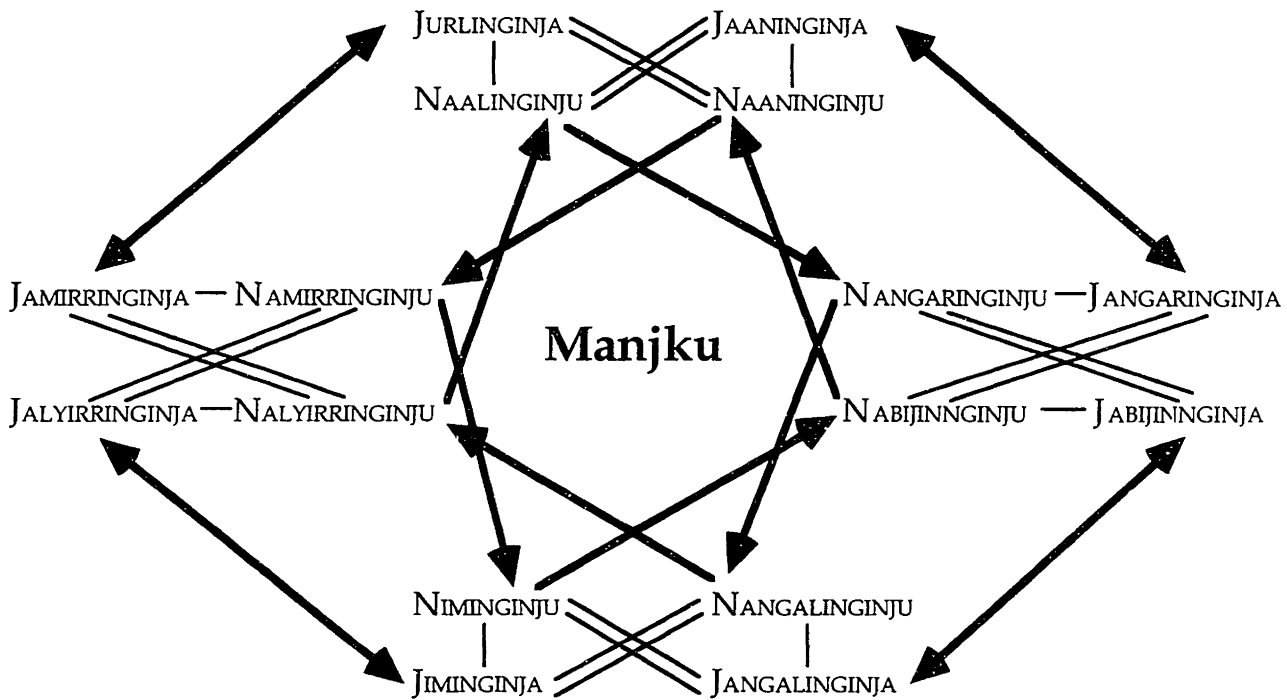 JURLINGINJA JAANINGINJA
NAALINGINJU NAANINGINJU
JAMIRRINGINJA NAMIRRINGINJU NANGARINGINJU JANGARINGINJA
Manjku
JALYIRRINGINJA NALYIRRINGINJU NABIJINNGINJU JABIJINNGINJA
NIMINGINJU NANGALINGINJU
JIMINGINJA JANGALINGINJA